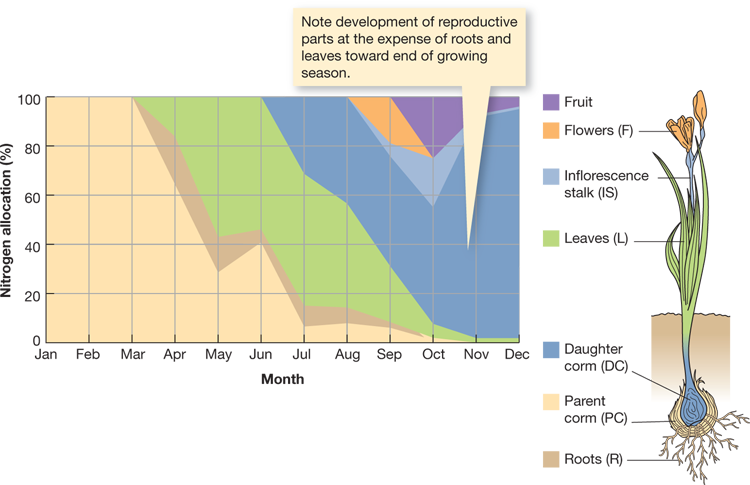 Note development of reproductive
parts at the expense of roots and
leaves toward end of growing
season.
Nitrogen allocation (%)
100
80
60
40
20
0
Jan Feb Mar Apr May Jun Jul Aug Sep Oct Nov Dec
Month
Fruit
Flowers (F)
Inflorescence
stalk (IS)
Leaves (L)
Daughter
corm (DC)
Parent
corm (PC)
Roots (R)